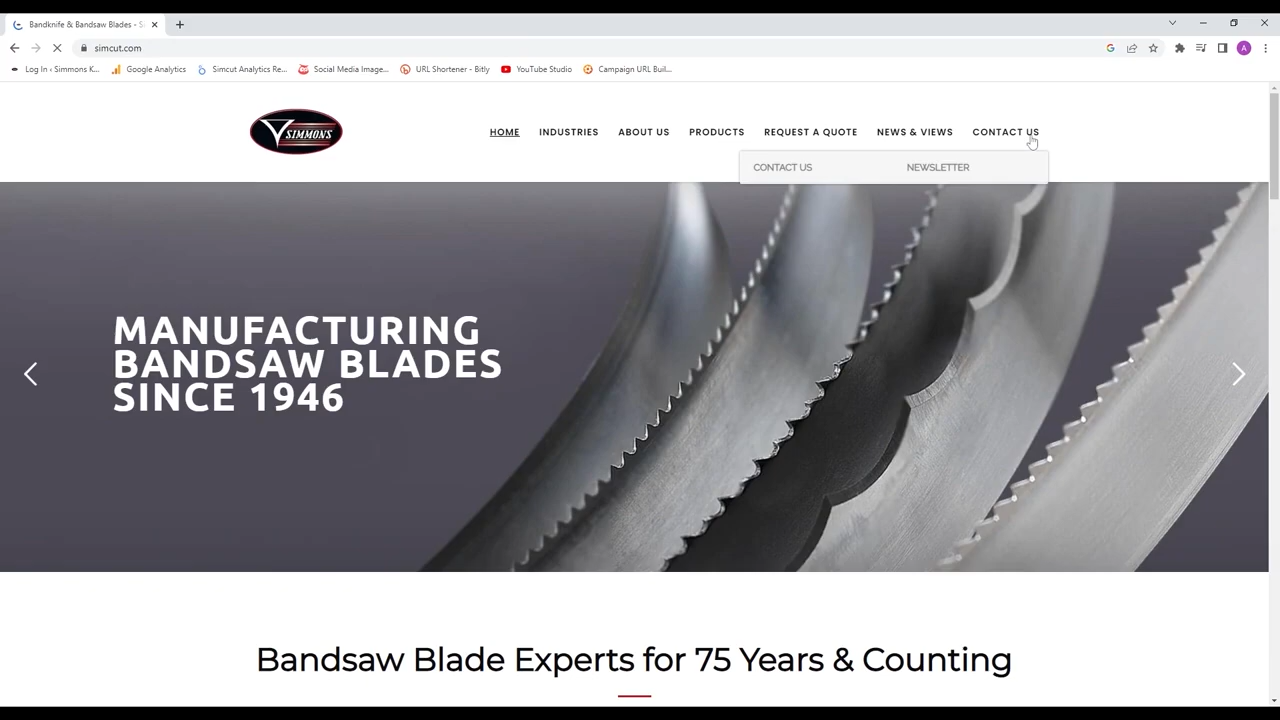 Bandknife & Bandsaw Blades - S
simcut.com
A
Log In ‹ Simmons K...
Google Analytics
Simcut Analytics Re...
Social Media Image...
URL Shortener - Bitly
YouTube Studio
Campaign URL Buil...
SIMMONS
HOME
INDUSTRIES
ABOUT US
PRODUCTS
REQUEST A QUOTE
NEWS & VIEWS
CONTACT US
CONTACT US
NEWSLETTER
MANUFACTURING
BANDSAW BLADES
SINCE 1946
Bandsaw Blade Experts for 75 Years & Counting